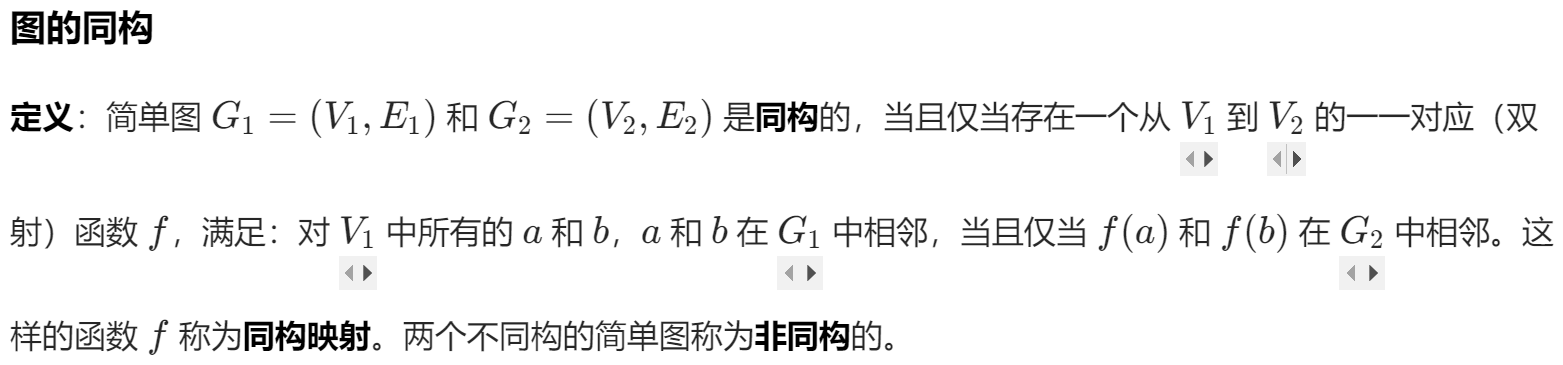 图的同构
定义：简单图 G₁ = (V₁, E₁) 和 G₂ = (V₂, E₂) 是同构的，当且仅当存在一个从 V₁ 到 V₂ 的一一对应（双
射）函数 f，满足：对 V₁ 中所有的 a 和 b，a 和 b 在 G₁ 中相邻，当且仅当 f(a) 和 f(b) 在 G₂ 中相邻。这
样的函数 f 称为同构映射。两个不同构的简单图称为非同构的。